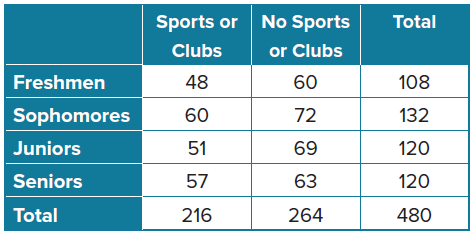 Sports or Clubs No Sports or Clubs Total
Freshmen 48 60 108
Sophomores 60 72 132
Juniors 51 69 120
Seniors 57 63 120
Total 216 264 480